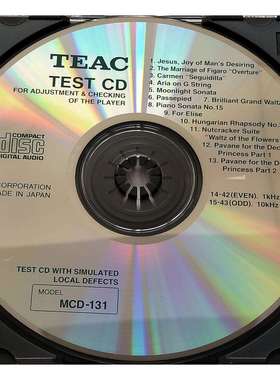 TEAC
TEST CD
FOR ADJUSTMENT & CHECKING
OF THE PLAYER
1. Jesus, Joy of Man's Desiring
2. The Marriage of Figaro "Overture"
3. Carmen "Seguidilla"
4. Aria on G String
5. Moonlight Sonata
6. Passepied 7. Brilliant Grand Waltz
8. Piano Sonata No.15
9. For Elise
10. Hungarian Rhapsody No.
11. Nutcracker Suite
"Waltz of the Flowers"
12. Pavane for the Dec
Princess Part 1
13. Pavane for the Dec
Princess Part 2
14-42(EVEN). 1kHz
15-43(ODD). 10kHz
COMPACT
disc
DIGITAL AUDIO
CORPORATION
MADE IN JAPAN
TEST CD WITH SIMULATED
LOCAL DEFECTS
MODEL
MCD-131